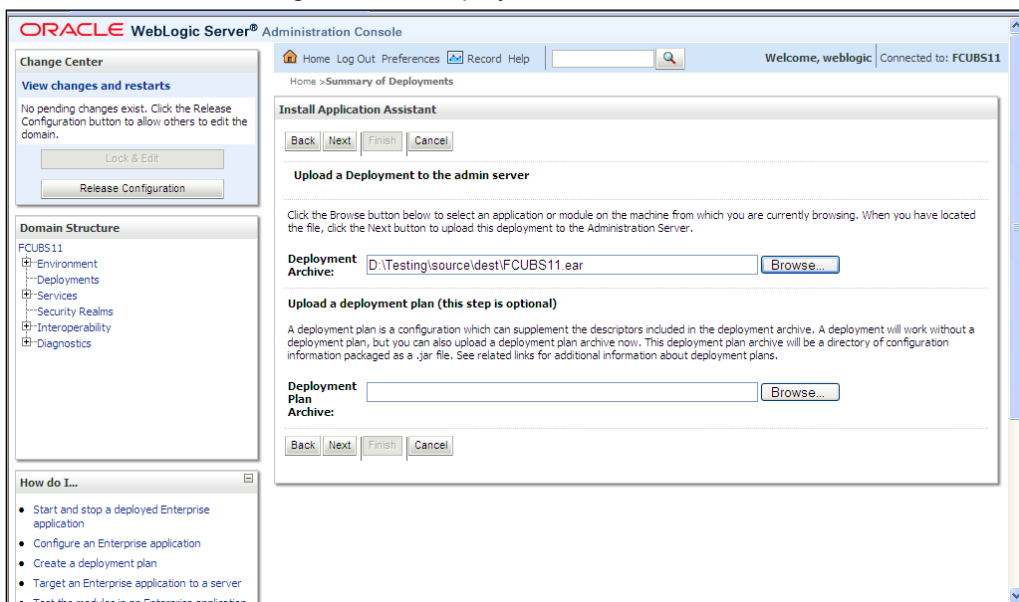 ORACLE WebLogic Server® Administration Console
Change Center
View changes and restarts
No pending changes exist. Click the Release
Configuration button to allow others to edit the
domain.
Lock & Edit
Release Configuration
Domain Structure
FCUBS11
Environment
Deployments
Services
Security Realms
Interoperability
Diagnostics
How do I...
Start and stop a deployed Enterprise
application
Configure an Enterprise application
Create a deployment plan
Target an Enterprise application to a server
Test the modules in an Enterprise application
Home Log Out Preferences Record Help
Welcome, weblogic Connected to: FCUBS11
Home >Summary of Deployments
Install Application Assistant
Back Next Finish Cancel
Upload a Deployment to the admin server
Click the Browse button below to select an application or module on the machine from which you are currently browsing. When you have located
the file, click the Next button to upload this deployment to the Administration Server.
Deployment
Archive:
D:\Testing\source\dest\FCUBS11.ear
Browse...
Upload a deployment plan (this step is optional)
A deployment plan is a configuration which can supplement the descriptors included in the deployment archive. A deployment will work without a
deployment plan, but you can also upload a deployment plan archive now. This deployment plan archive will be a directory of configuration
information packaged as a .jar file. See related links for additional information about deployment plans.
Deployment
Plan
Archive:
Browse...
Back Next Finish Cancel